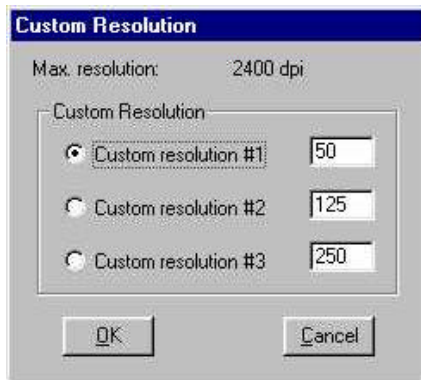 Custom Resolution
Max. resolution: 2400 dpi
Custom Resolution
Custom resolution #1 50
Custom resolution #2 125
Custom resolution #3 250
OK Cancel